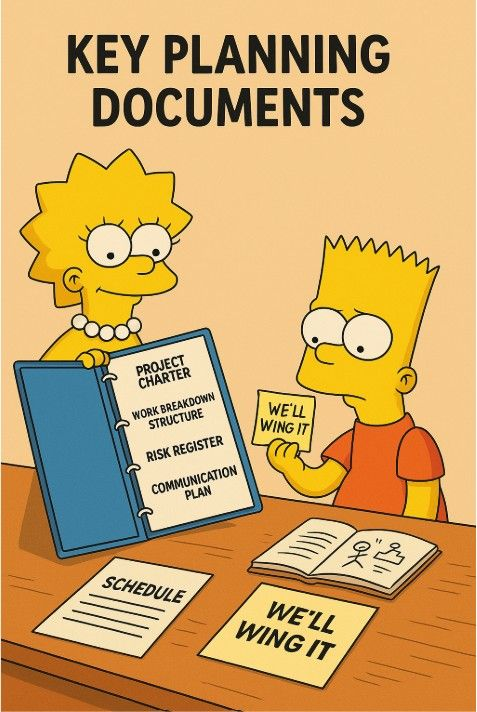 KEY PLANNING
DOCUMENTS
PROJECT
CHARTER
WORK BREAKDOWN
STRUCTURE
RISK REGISTER
COMMUNICATION
PLAN
WE'LL
WING IT
SCHEDULE
WE'LL
WING IT